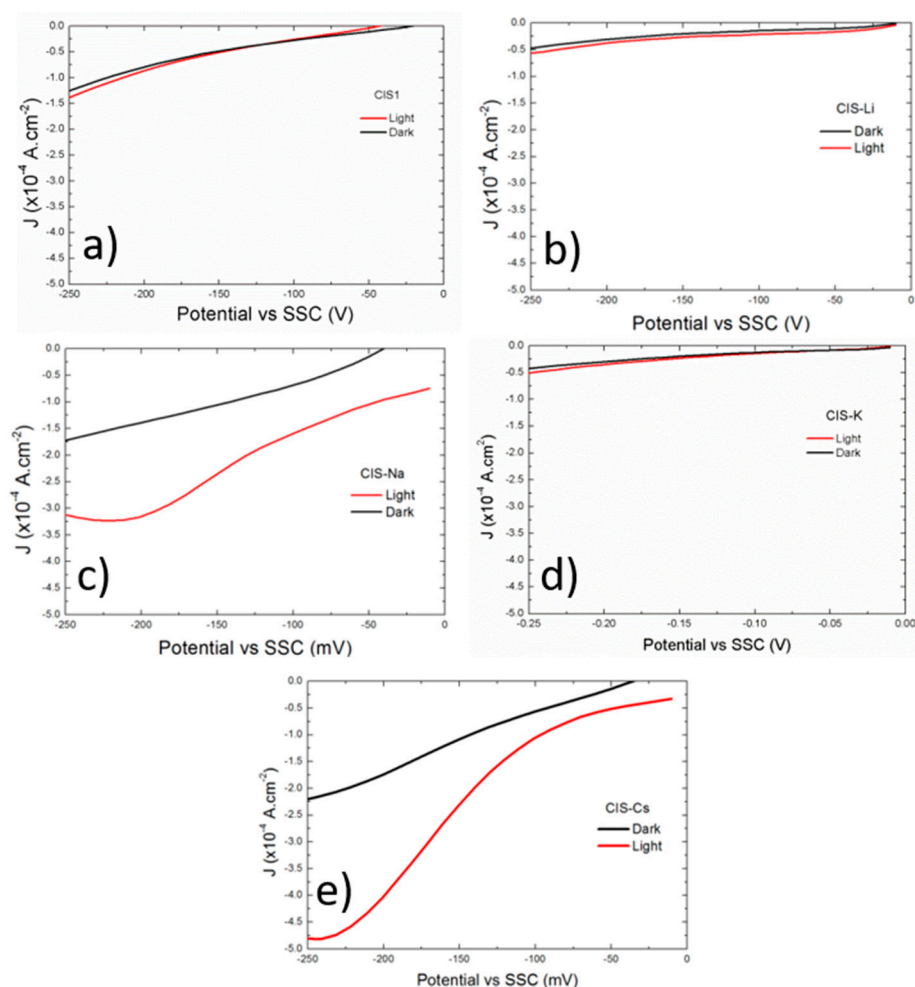 0.0
-0.5
-1.0
-1.5
-2.0
-2.5
-3.0
-3.5
-4.0
-4.5
-5.0
J (x10⁻⁴ A.cm⁻²)
CIS1
Light
Dark
a)
-250 -200 -150 -100 -50 0
Potential vs SSC (V)
0.0
-0.5
-1.0
-1.5
-2.0
-2.5
-3.0
-3.5
-4.0
-4.5
-5.0
J (x10⁻⁴ A.cm⁻²)
CIS-Li
Dark
Light
b)
-250 -200 -150 -100 -50 0
Potential vs SSC (V)
0.0
-0.5
-1.0
-1.5
-2.0
-2.5
-3.0
-3.5
-4.0
-4.5
-5.0
J (x10⁻⁴ A.cm⁻²)
CIS-Na
Light
Dark
c)
-250 -200 -150 -100 -50
Potential vs SSC (mV)
0.0
-0.5
-1.0
-1.5
-2.0
-2.5
-3.0
-3.5
-4.0
-4.5
-5.0
J (x10⁻⁴ A.cm⁻²)
CIS-K
Light
Dark
d)
-0.25 -0.20 -0.15 -0.10 -0.05 0.00
Potential vs SSC (V)
0.0
-0.5
-1.0
-1.5
-2.0
-2.5
-3.0
-3.5
-4.0
-4.5
-5.0
J (x10⁻⁴ A.cm⁻²)
CIS-Cs
Dark
Light
e)
-250 -200 -150 -100 -50 0
Potential vs SSC (mV)